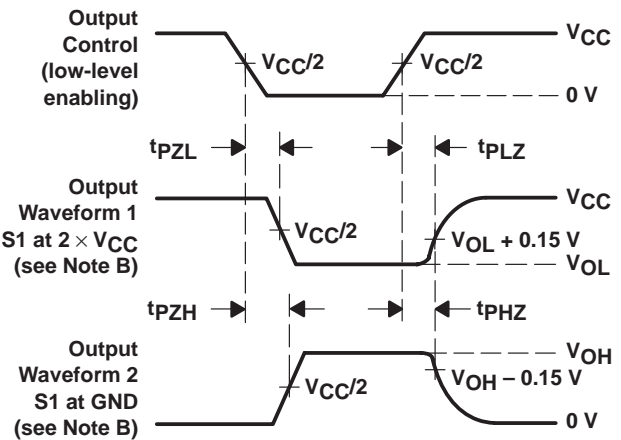 Output
Control
(low-level
enabling)
VCC/2
VCC/2
VCC
0 V
tPZL
tPLZ
Output
Waveform 1
S1 at 2 × VCC
(see Note B)
VCC/2
VCC
VOL + 0.15 V
VOL
tPZH
tPHZ
Output
Waveform 2
S1 at GND
(see Note B)
VCC/2
VOH
VOH – 0.15 V
0 V